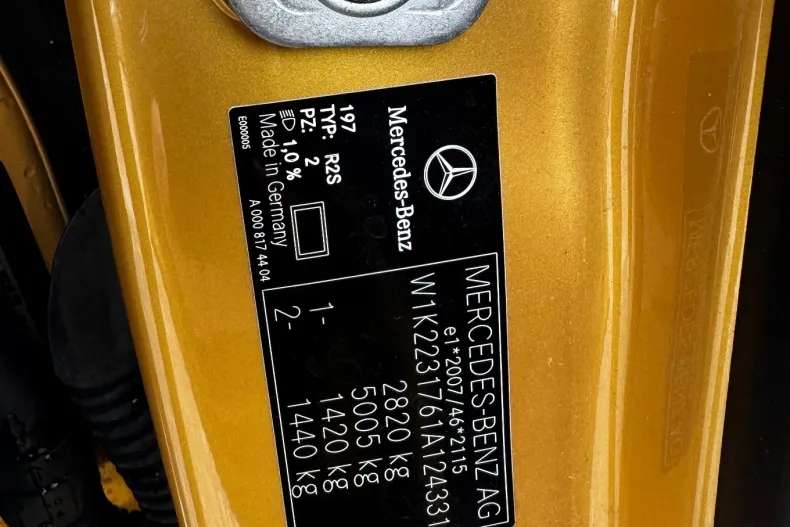 Mercedes-Benz
197
TYP: R2S
PZ: 2
1,0 %
Made in Germany
E000005
A 000 817 44 04
MERCEDES-BENZ AG
e1*2007/46*2115
W1K2231761A124331
2820 kg
5005 kg
1- 1420 kg
2- 1440 kg